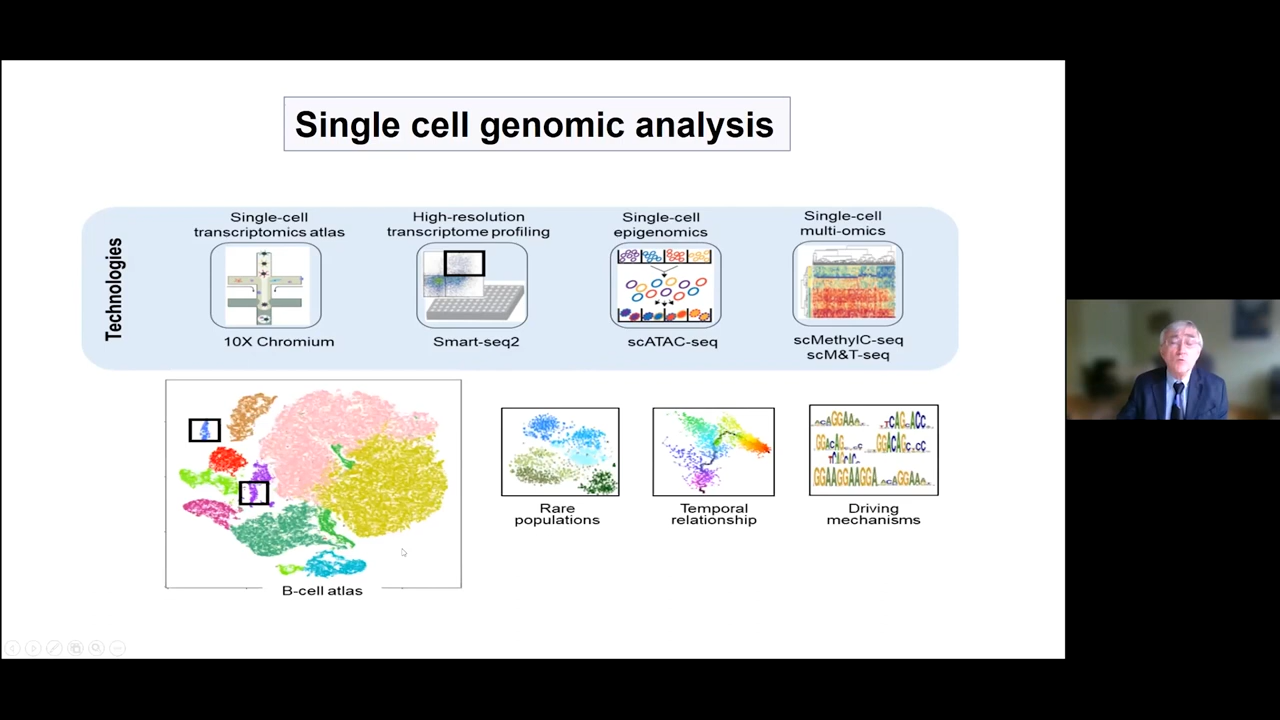 Single cell genomic analysis
Technologies
Single-cell
transcriptomics atlas
10X Chromium
High-resolution
transcriptome profiling
Smart-seq2
Single-cell
epigenomics
scATAC-seq
Single-cell
multi-omics
scMethylC-seq
scM&T-seq
B-cell atlas
Rare
populations
Temporal
relationship
GGAAGGAAGGA
Driving
mechanisms